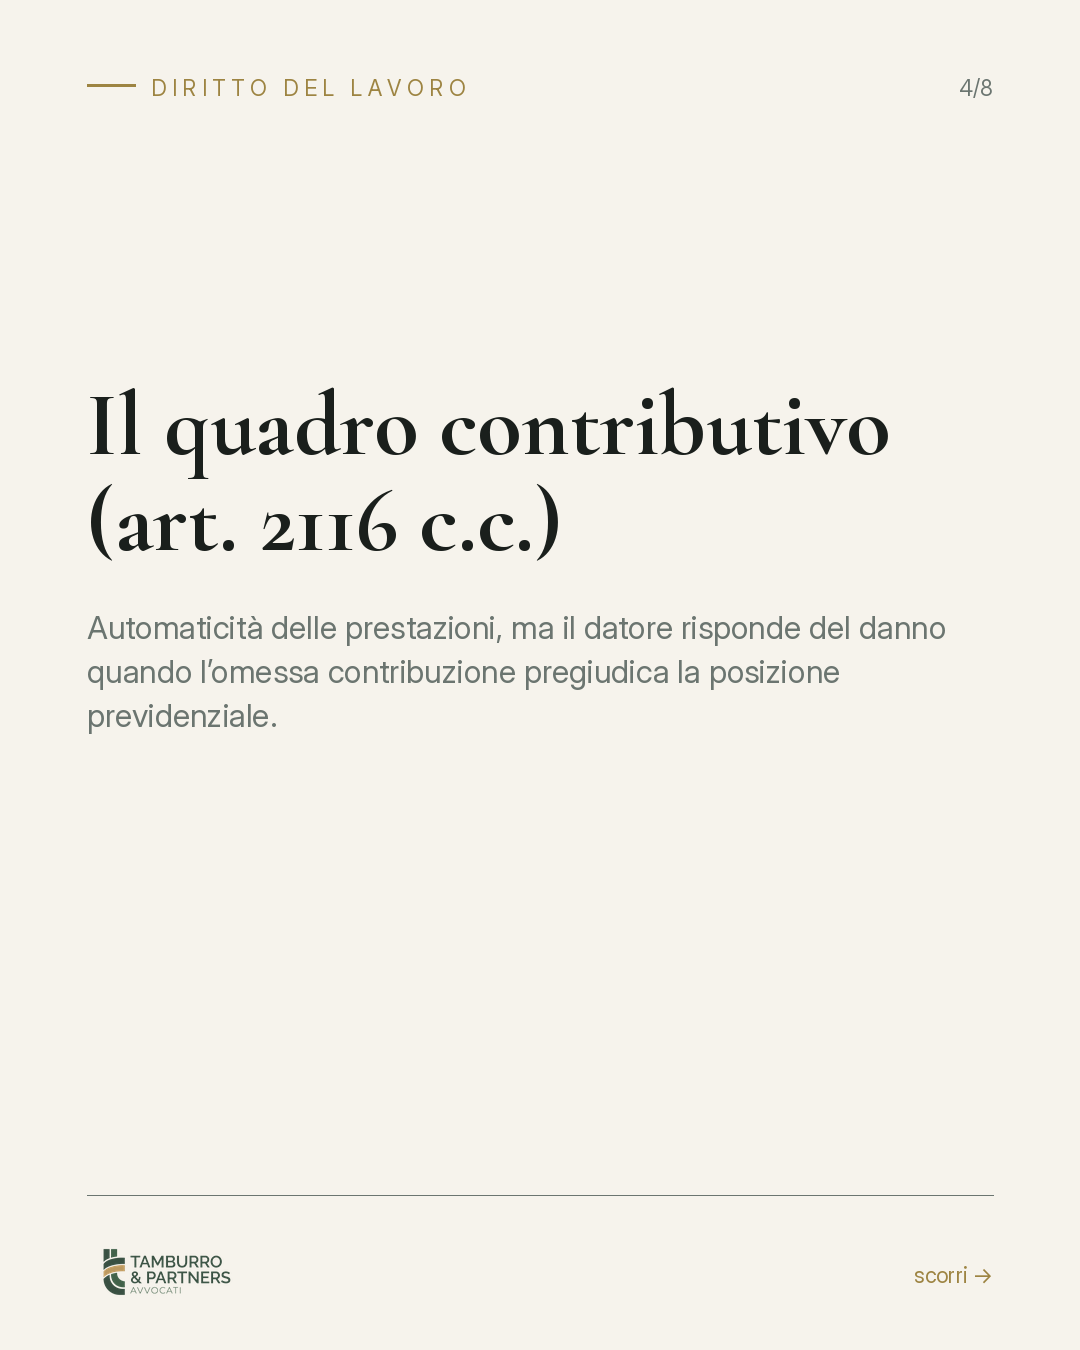 DIRITTO DEL LAVORO
4/8
Il quadro contributivo
(art. 2116 c.c.)
Automaticità delle prestazioni, ma il datore risponde del danno
quando l’omessa contribuzione pregiudica la posizione
previdenziale.
TAMBURRO
& PARTNERS
AVVOCATI
scorri →